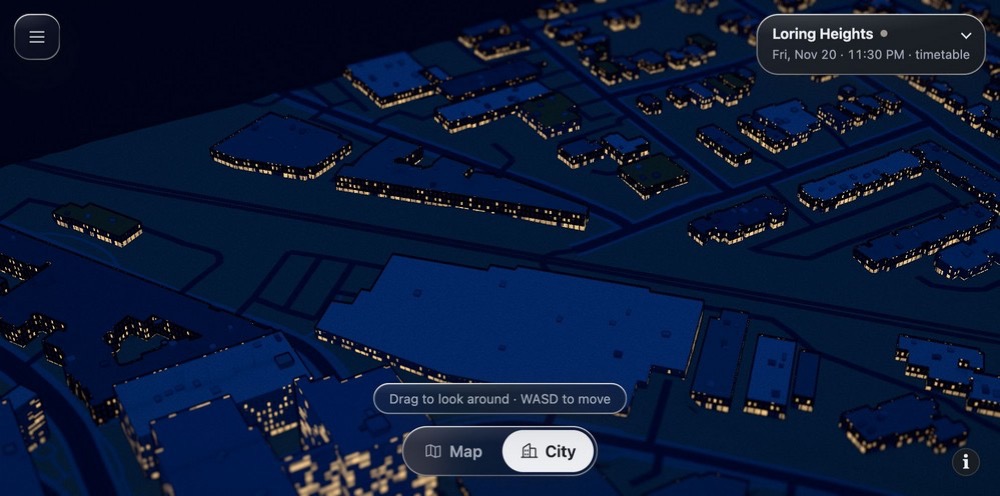 Loring Heights
Fri, Nov 20 · 11:30 PM · timetable
Drag to look around · WASD to move
Map
City
i